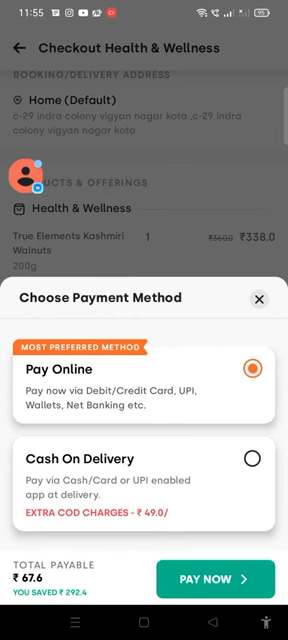 11:55
95
Checkout Health & Wellness
BOOKING/DELIVERY ADDRESS
Home (Default)
c-29 indra colony vigyan nagar kota ,c-29 indra
colony vigyan nagar kota
UCTS & OFFERINGS
Health & Wellness
True Elements Kashmiri 1 ₹360.0 ₹338.0
Walnuts
200g
Choose Payment Method
MOST PREFERRED METHOD
Pay Online
Pay now via Debit/Credit Card, UPI,
Wallets, Net Banking etc.
Cash On Delivery
Pay via Cash/Card or UPI enabled
app at delivery.
EXTRA COD CHARGES - ₹ 49.0/
TOTAL PAYABLE
₹ 67.6
YOU SAVED ₹ 292.4
PAY NOW